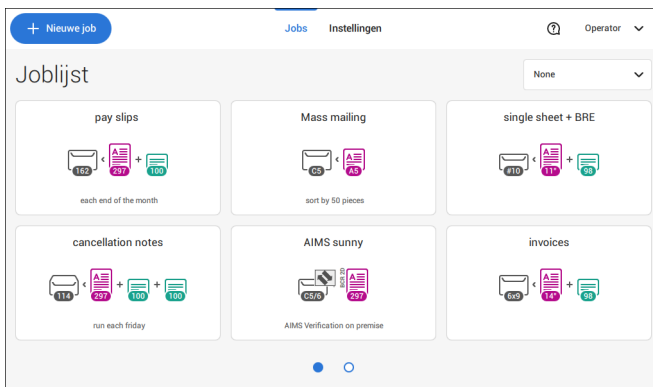 + Nieuwe job
Jobs
Instellingen
Operator
Joblijst
None
pay slips
162 < 297 + 100
each end of the month
Mass mailing
C5 < A5
sort by 50 pieces
single sheet + BRE
#10 < 11" + 98
cancellation notes
114 < 297 + 100 + 100
run each friday
AIMS sunny
BCR 2D
C5/6 297
AIMS Verification on premise
invoices
6x9 < 14" + 98